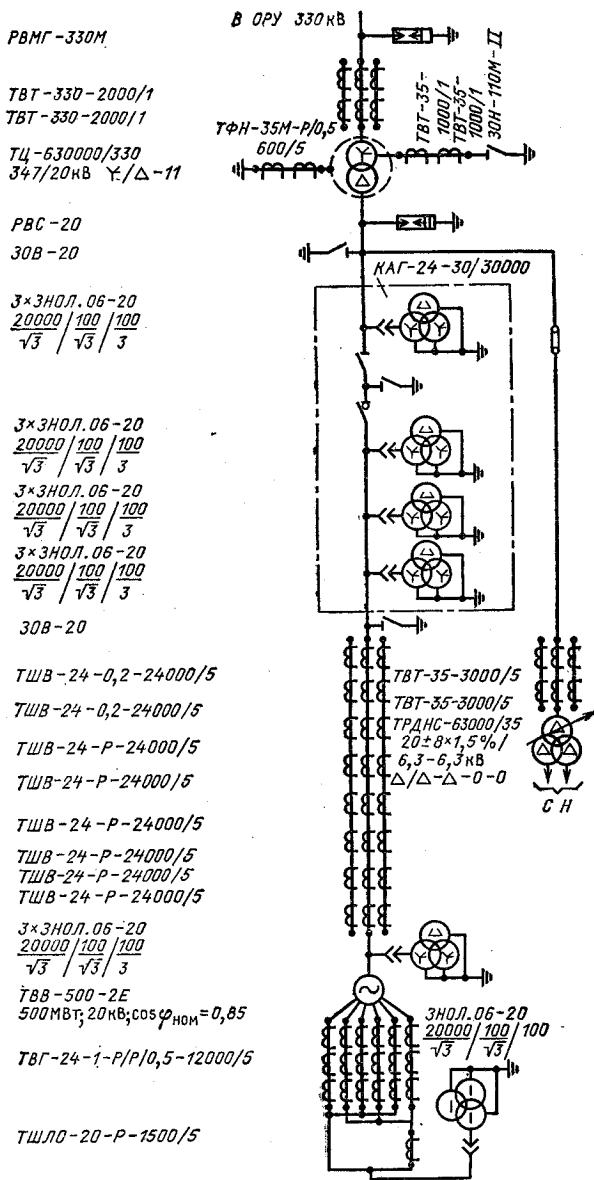 В ОРУ 330 кВ
РВМГ-330М
ТВТ-330-2000/1
ТВТ-330-2000/1
ТФН-35М-Р/0,5
600/5
ТВТ-35-
1000/1
ТВТ-35-
1000/1
ЗОН-110М-II
ТЦ-630000/330
347/20кВ Y/Δ-11
РВС-20
ЗОВ-20
КАГ-24-30/30000
3×ЗНОЛ.06-20
20000/√3 / 100/√3 / 100/3
3×ЗНОЛ.06-20
20000/√3 / 100/√3 / 100/3
3×ЗНОЛ.06-20
20000/√3 / 100/√3 / 100/3
3×ЗНОЛ.06-20
20000/√3 / 100/√3 / 100/3
ЗОВ-20
ТШВ-24-0,2-24000/5
ТШВ-24-0,2-24000/5
ТШВ-24-Р-24000/5
ТШВ-24-Р-24000/5
ТШВ-24-Р-24000/5
ТШВ-24-Р-24000/5
ТШВ-24-Р-24000/5
ТШВ-24-Р-24000/5
ТВТ-35-3000/5
ТВТ-35-3000/5
ТРДНС-63000/35
20±8×1,5%/
6,3-6,3кВ
Δ/Δ-Δ-0-0
СН
3×ЗНОЛ.06-20
20000/√3 / 100/√3 / 100/3
ТВВ-500-2Е
500МВт; 20кВ; cosφном=0,85
ЗНОЛ.06-20
20000/√3 / 100/√3 / 100
ТВГ-24-1-Р/Р/0,5-12000/5
ТШЛО-20-Р-1500/5